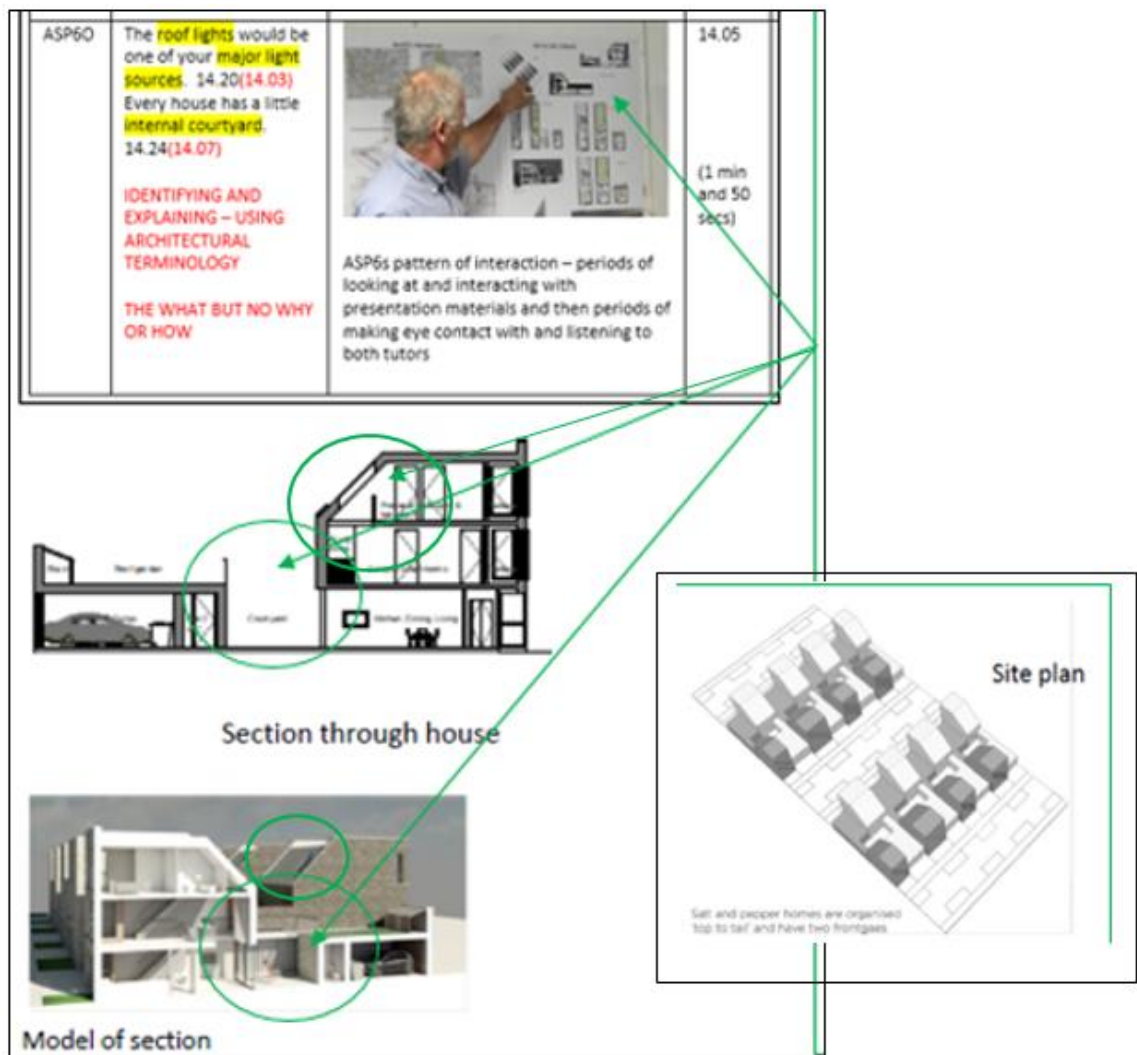 ASP6O
The roof lights would be
one of your major light
sources. 14.20(14.03)
Every house has a little
internal courtyard.
14.24(14.07)
IDENTIFYING AND
EXPLAINING – USING
ARCHITECTURAL
TERMINOLOGY
THE WHAT BUT NO WHY
OR HOW
ASP6s pattern of interaction – periods of
looking at and interacting with
presentation materials and then periods of
making eye contact with and listening to
both tutors
14.05
(1 min
and 50
secs)
Courtyard
Kitchen, Dining, Living
Section through house
Site plan
Salt and pepper homes are organised
'top to tail' and have two frontgaes
Model of section